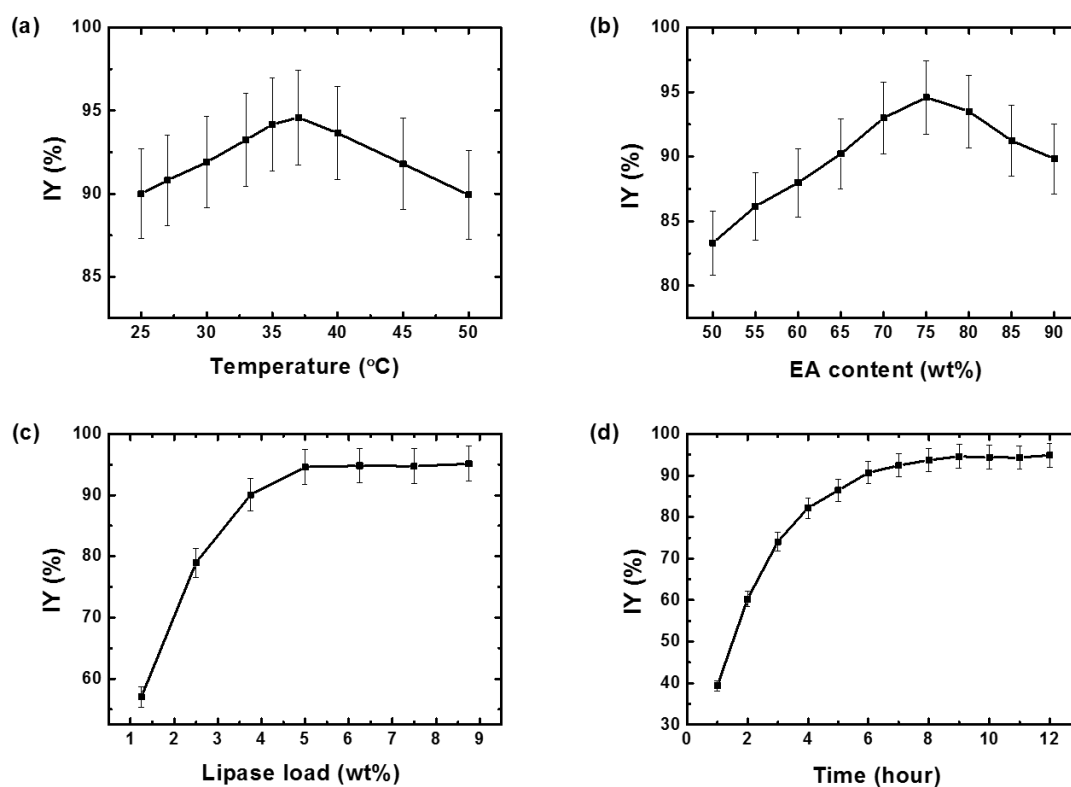 (a)
100
95
90
85
IY (%)
25 30 35 40 45 50
Temperature (°C)
(b)
100
95
90
85
80
IY (%)
50 55 60 65 70 75 80 85 90
EA content (wt%)
(c)
100
90
80
70
60
IY (%)
1 2 3 4 5 6 7 8 9
Lipase load (wt%)
(d)
100
90
80
70
60
50
40
30
IY (%)
0 2 4 6 8 10 12
Time (hour)